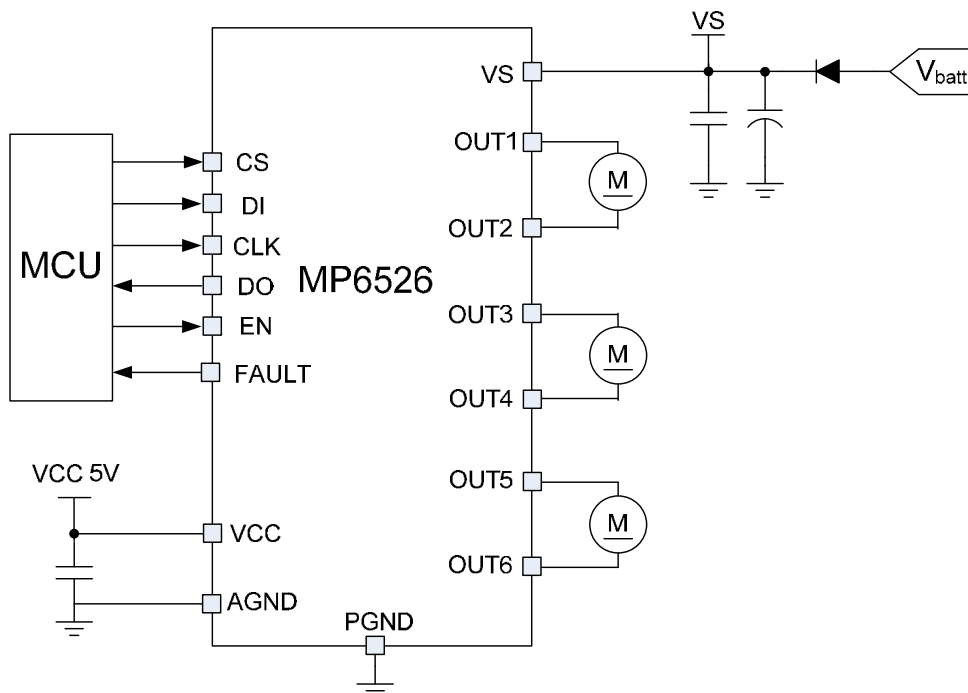 VS
VS
Vbatt
OUT1
M
OUT2
CS
DI
CLK
DO
EN
FAULT
MCU
MP6526
OUT3
M
OUT4
VCC 5V
OUT5
M
OUT6
VCC
AGND
PGND